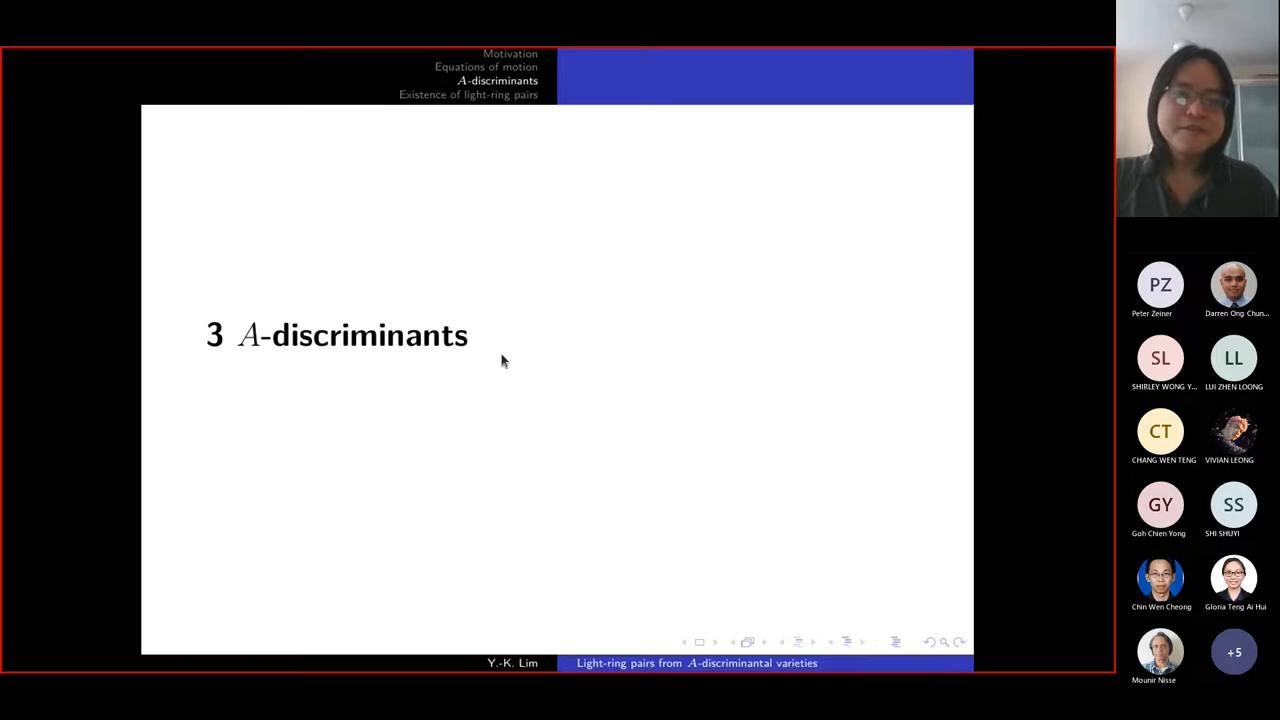 Motivation
Equations of motion
A-discriminants
Existence of light-ring pairs
3 A-discriminants
Y.-K. Lim
Light-ring pairs from A-discriminantal varieties
PZ
Peter Zeiner
Darren Ong Chun...
SL
SHIRLEY WONG Y...
LL
LUI ZHEN LOONG
CT
CHANG WEN TENG
VIVIAN LEONG
GY
Goh Chien Yong
SS
SHI SHUYI
Chin Wen Cheong
Gloria Teng Ai Hui
Mounir Nisse
+5